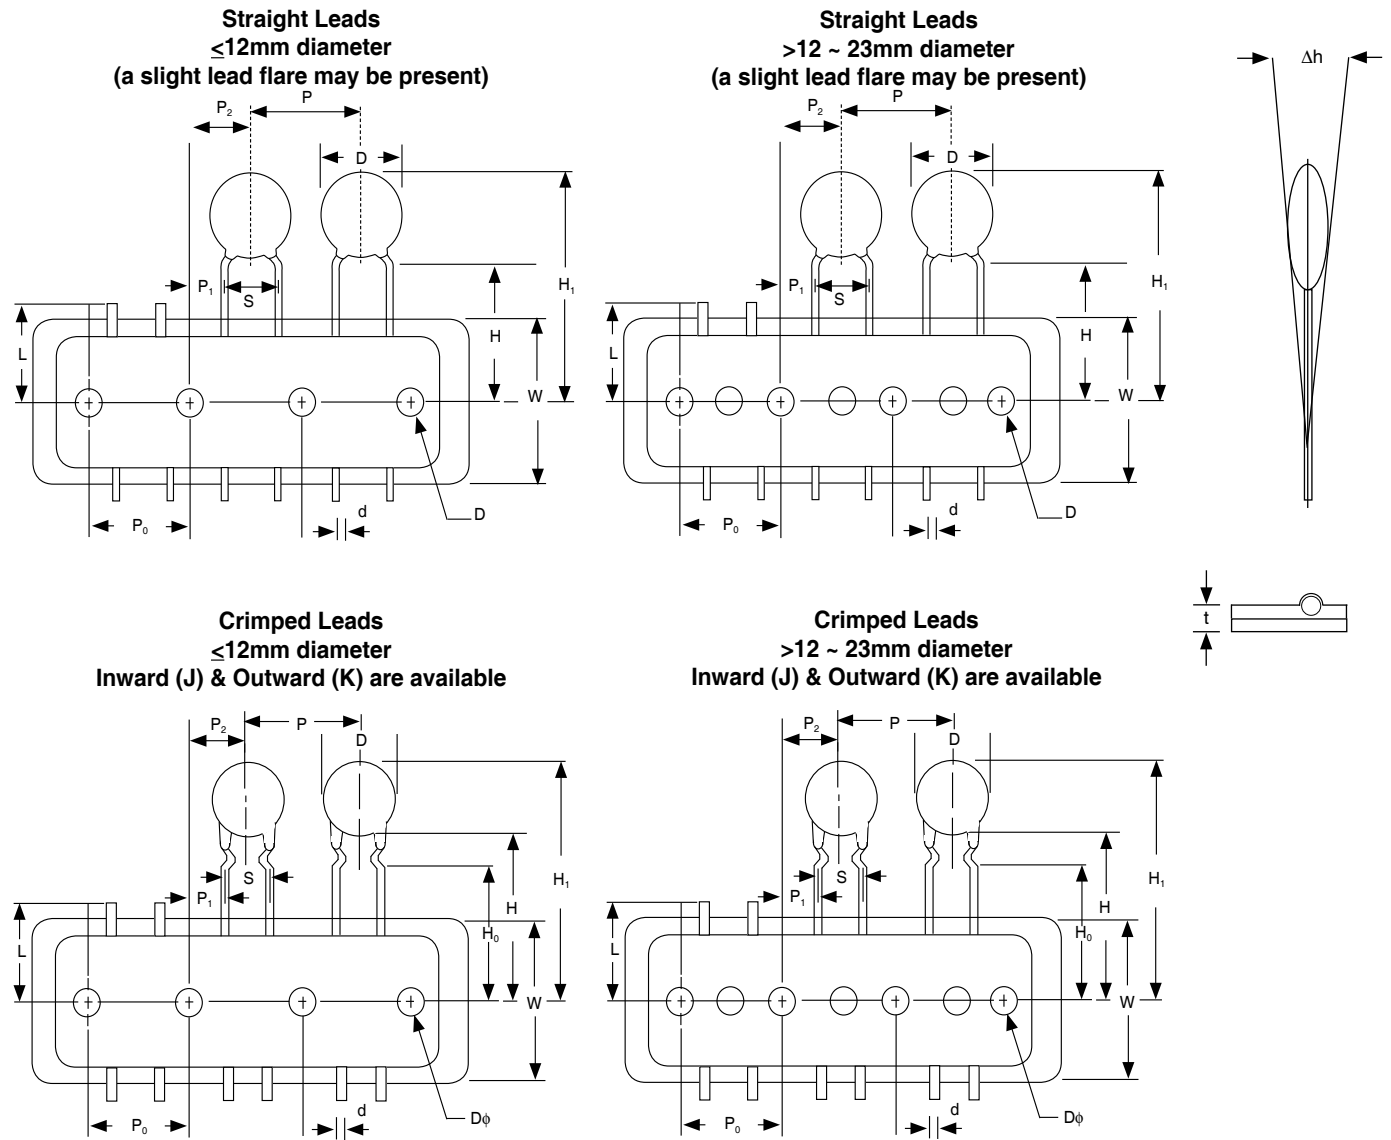 Straight Leads
≤12mm diameter
(a slight lead flare may be present)
P
P₂
D
P₁
S
H₁
L
H
W
P₀
d
D
Straight Leads
>12 ~ 23mm diameter
(a slight lead flare may be present)
P
P₂
D
P₁
S
H₁
L
H
W
P₀
d
D
Δh
t
Crimped Leads
≤12mm diameter
Inward (J) & Outward (K) are available
P₂
P
D
S
P₁
H₁
H
H₀
L
W
P₀
d
Dϕ
Crimped Leads
>12 ~ 23mm diameter
Inward (J) & Outward (K) are available
P₂
P
D
S
P₁
H₁
H
H₀
L
W
P₀
d
Dϕ